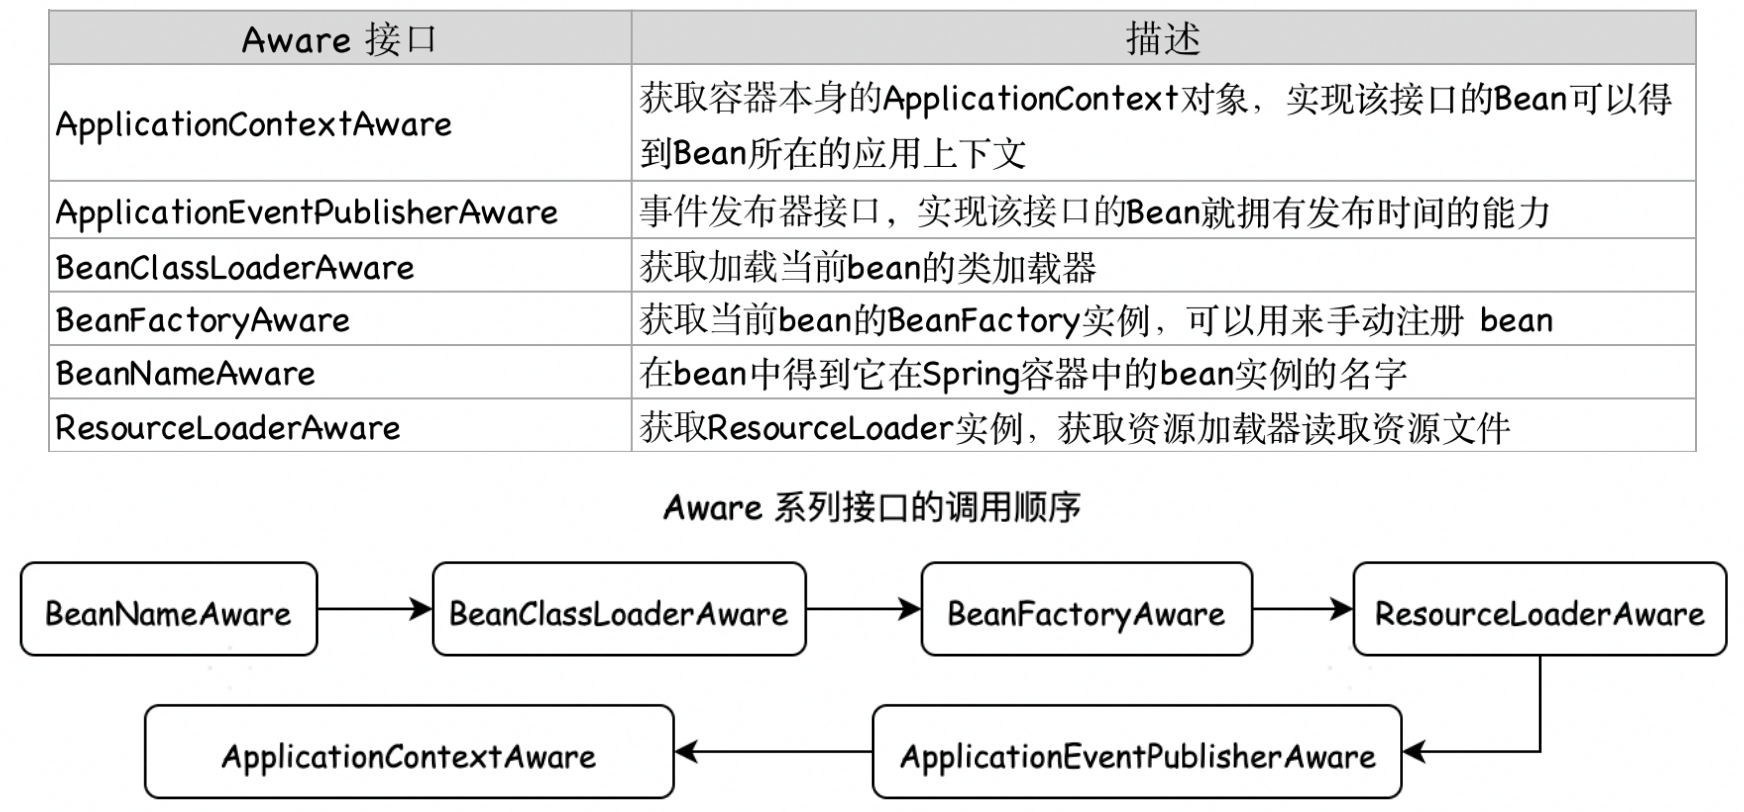 Aware 接口 描述
ApplicationContextAware 获取容器本身的ApplicationContext对象，实现该接口的Bean可以得
到Bean所在的应用上下文
ApplicationEventPublisherAware 事件发布器接口，实现该接口的Bean就拥有发布时间的能力
BeanClassLoaderAware 获取加载当前bean的类加载器
BeanFactoryAware 获取当前bean的BeanFactory实例，可以用来手动注册 bean
BeanNameAware 在bean中得到它在Spring容器中的bean实例的名字
ResourceLoaderAware 获取ResourceLoader实例，获取资源加载器读取资源文件
Aware 系列接口的调用顺序
BeanNameAware BeanClassLoaderAware BeanFactoryAware ResourceLoaderAware
ApplicationContextAware ApplicationEventPublisherAware